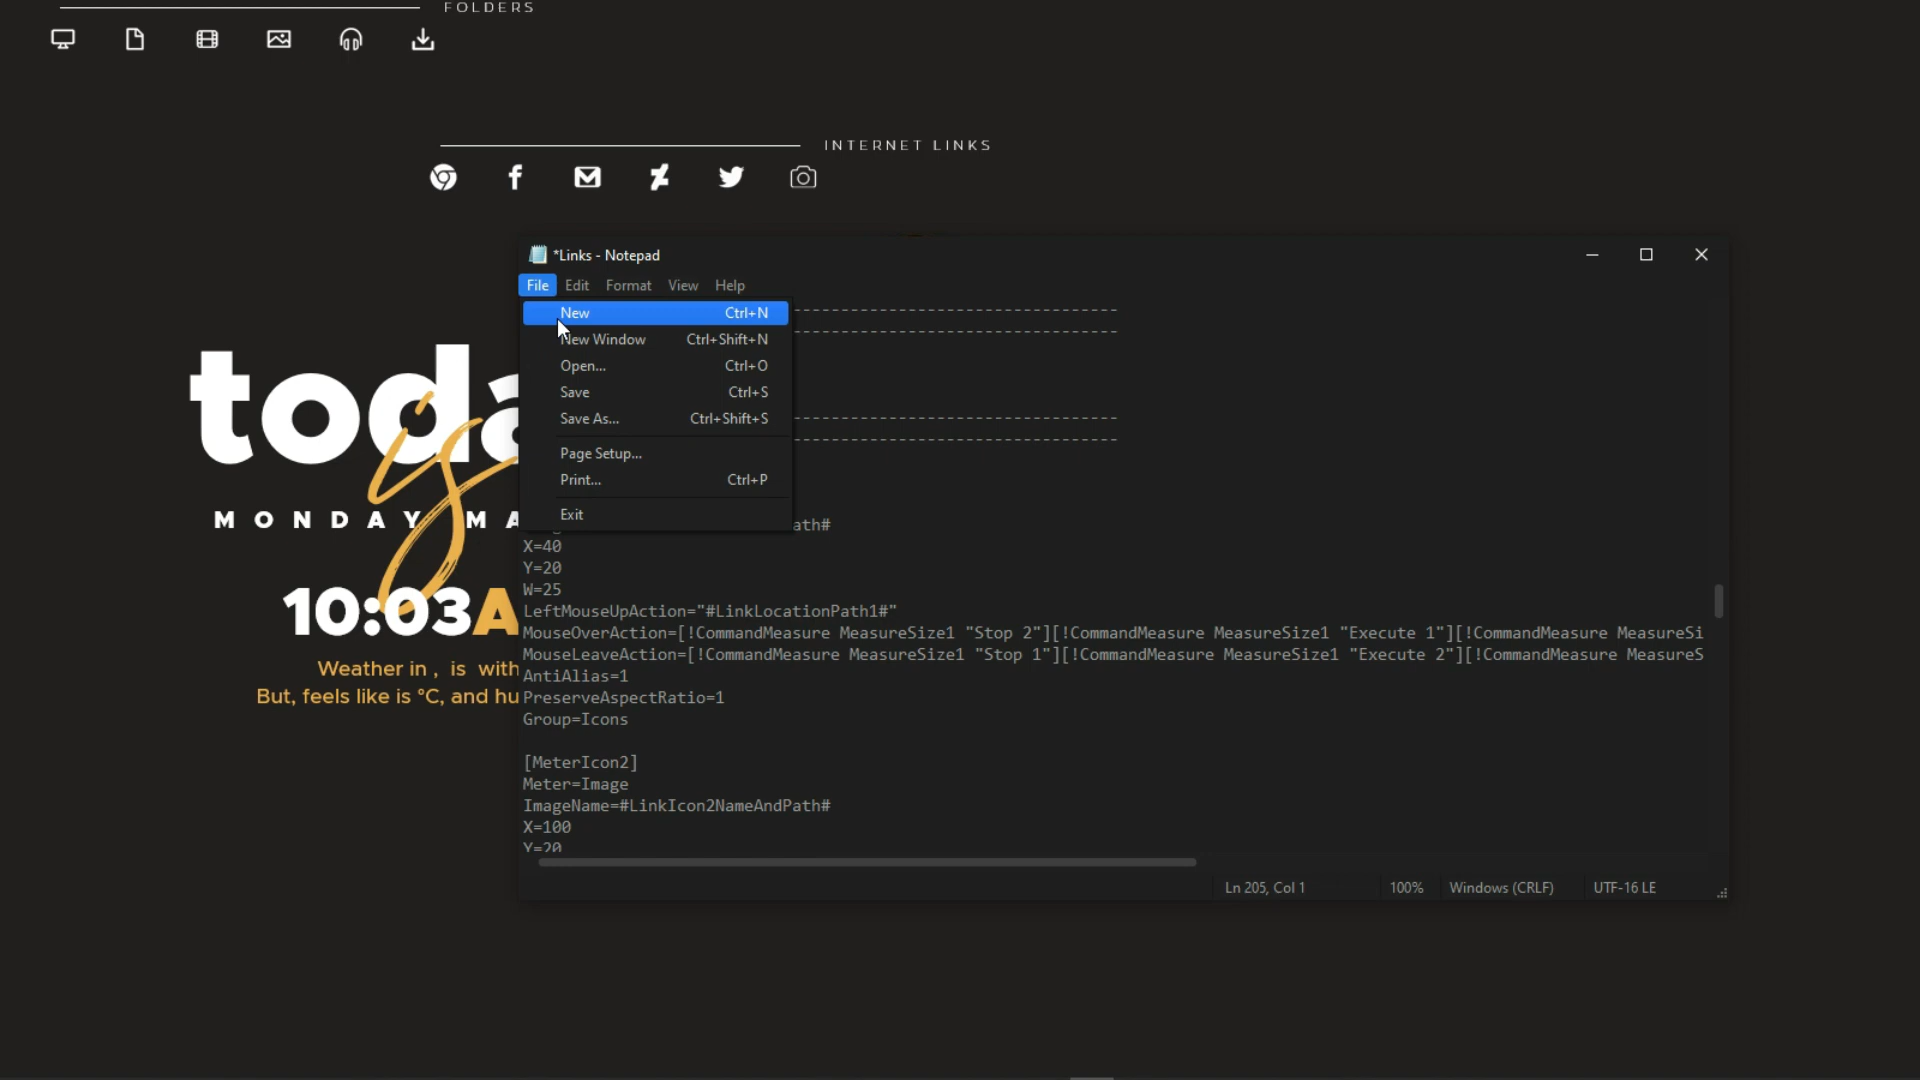 FOLDERS
INTERNET LINKS
*Links - Notepad
File Edit Format View Help
New Ctrl+N
New Window Ctrl+Shift+N
Open... Ctrl+O
Save Ctrl+S
Save As... Ctrl+Shift+S
Page Setup...
Print... Ctrl+P
Exit
----------------------------------
----------------------------------
----------------------------------
----------------------------------
ath#
X=40
Y=20
W=25
LeftMouseUpAction="#LinkLocationPath1#"
MouseOverAction=[!CommandMeasure MeasureSize1 "Stop 2"][!CommandMeasure MeasureSize1 "Execute 1"][!CommandMeasure MeasureSi
MouseLeaveAction=[!CommandMeasure MeasureSize1 "Stop 1"][!CommandMeasure MeasureSize1 "Execute 2"][!CommandMeasure MeasureS
AntiAlias=1
PreserveAspectRatio=1
Group=Icons
[MeterIcon2]
Meter=Image
ImageName=#LinkIcon2NameAndPath#
X=100
Y=20
Ln 205, Col 1 100% Windows (CRLF) UTF-16 LE
toda
is
MONDAY MA
10:03A
Weather in , is with
But, feels like is °C, and hu